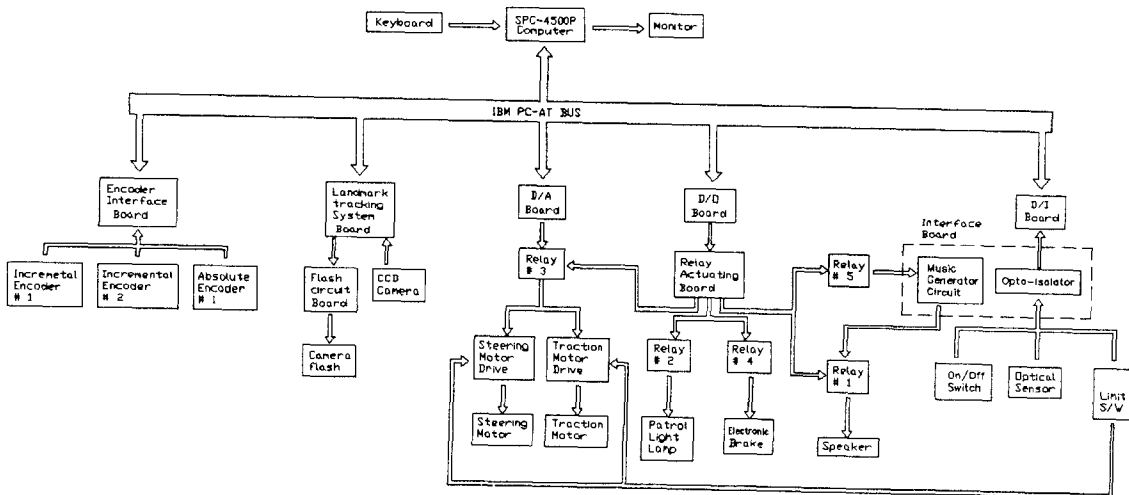 Keyboard
SPC-4500P
Computer
Monitor
IBM PC-AT BUS
Encoder
Interface
Board
Landmark
tracking
System
Board
D/A
Board
D/O
Board
Interface
Board
D/I
Board
Incremetal
Encoder
# 1
Incremental
Encoder
# 2
Absolute
Encoder
# 1
Flash
circuit
Board
CCD
Camera
Relay
# 3
Relay
Actuating
Board
Relay
# 5
Music
Generator
Circuit
Opto-isolator
Camera
flash
Steering
Motor
Drive
Traction
Motor
Drive
Relay
# 2
Relay
# 4
Relay
# 1
On/Off
Switch
Optical
Sensor
Limit
S/W
Steering
Motor
Traction
Motor
Patrol
Light
Lamp
Electronic
Brake
Speaker